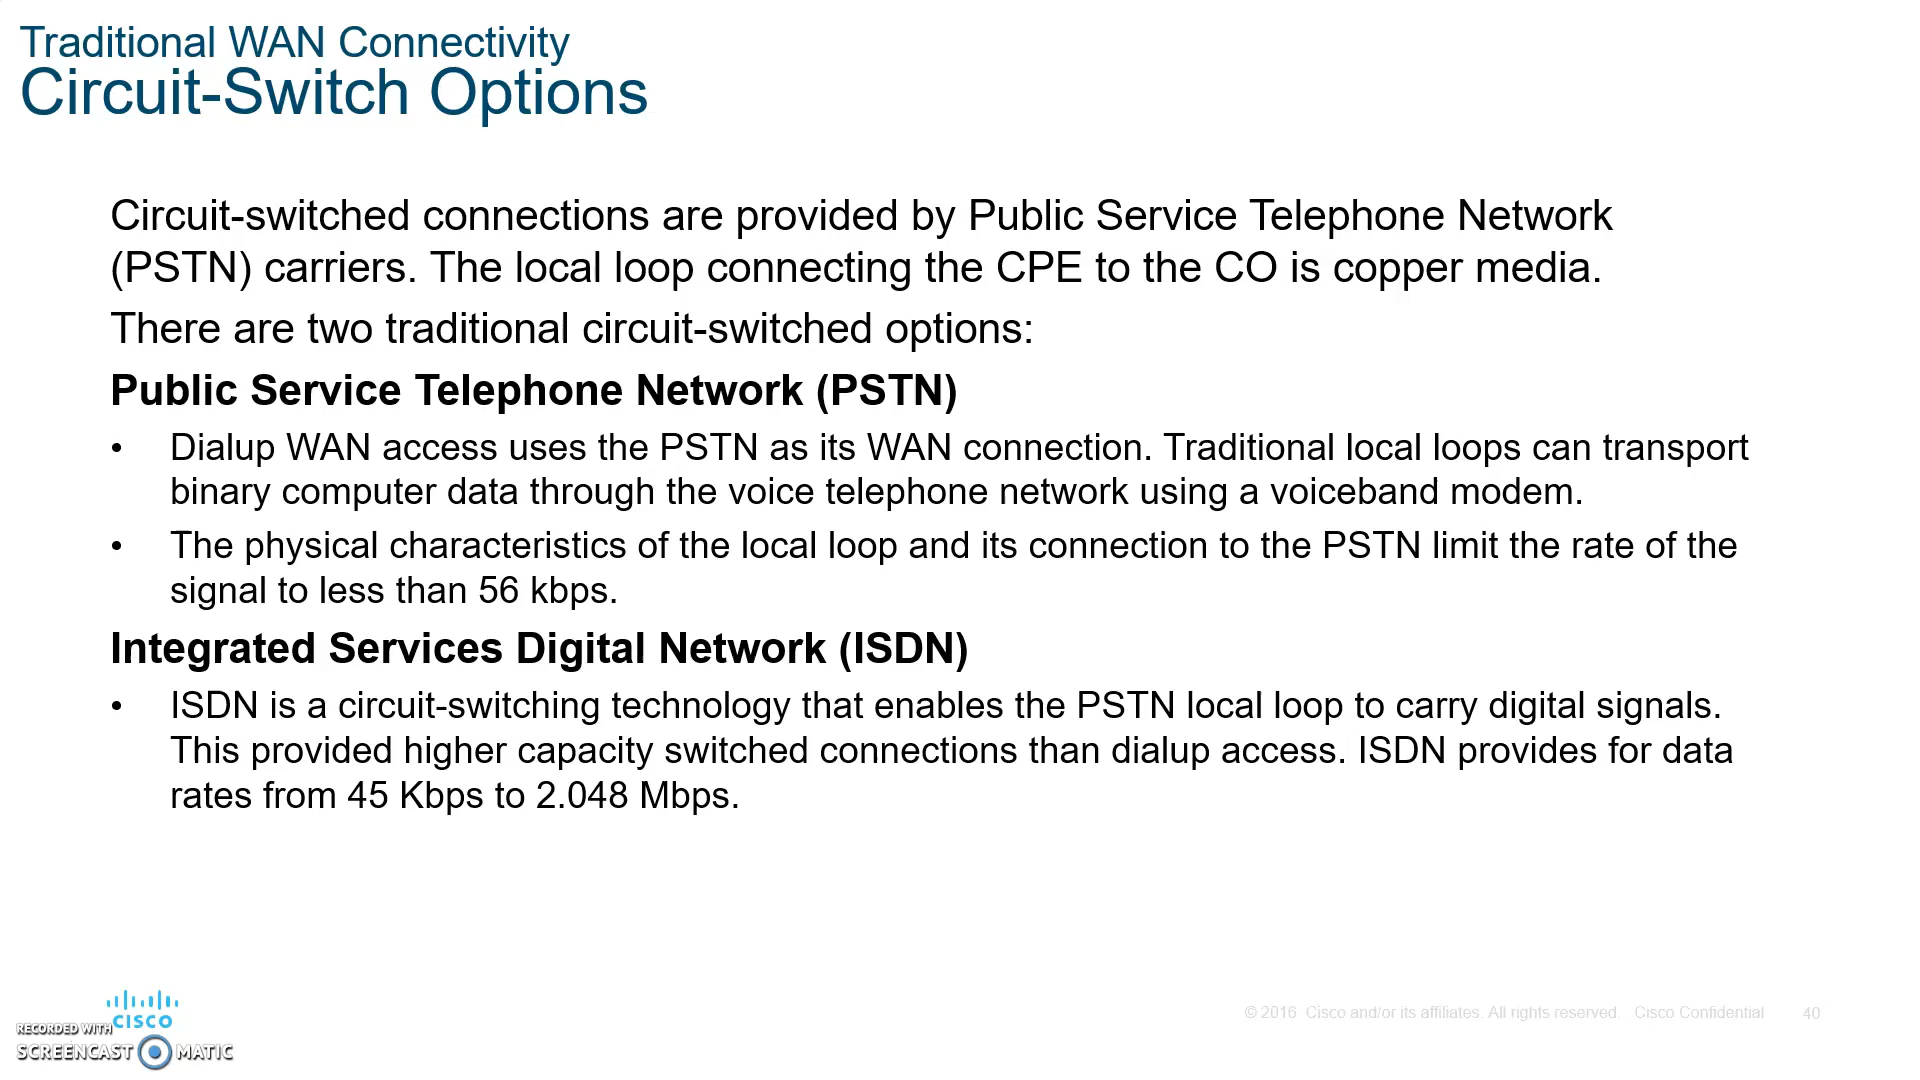 Traditional WAN Connectivity
Circuit-Switch Options
Circuit-switched connections are provided by Public Service Telephone Network
(PSTN) carriers. The local loop connecting the CPE to the CO is copper media.
There are two traditional circuit-switched options:
Public Service Telephone Network (PSTN)
• Dialup WAN access uses the PSTN as its WAN connection. Traditional local loops can transport
binary computer data through the voice telephone network using a voiceband modem.
• The physical characteristics of the local loop and its connection to the PSTN limit the rate of the
signal to less than 56 kbps.
Integrated Services Digital Network (ISDN)
• ISDN is a circuit-switching technology that enables the PSTN local loop to carry digital signals.
This provided higher capacity switched connections than dialup access. ISDN provides for data
rates from 45 Kbps to 2.048 Mbps.
© 2016 Cisco and/or its affiliates. All rights reserved. Cisco Confidential 40
CISCO
RECORDED WITH
SCREENCAST MATIC